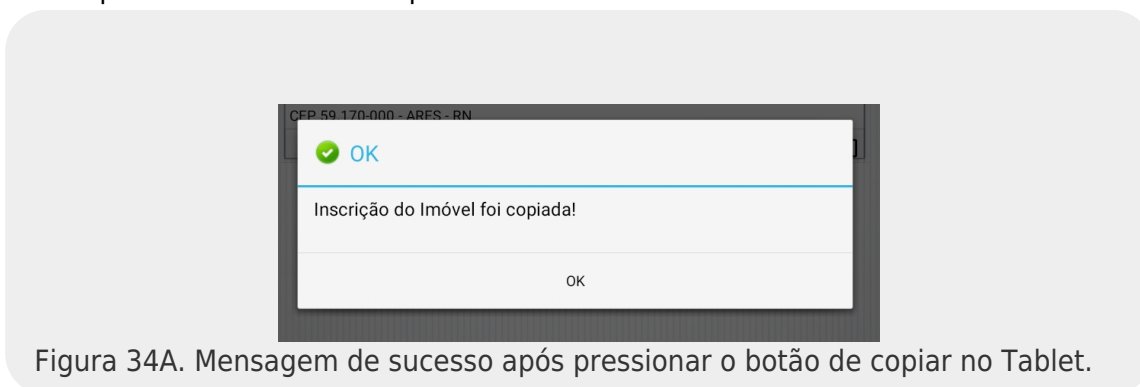 CEP 59.170-000 - ARES - RN
OK
Inscrição do Imóvel foi copiada!
OK
Figura 34A. Mensagem de sucesso após pressionar o botão de copiar no Tablet.